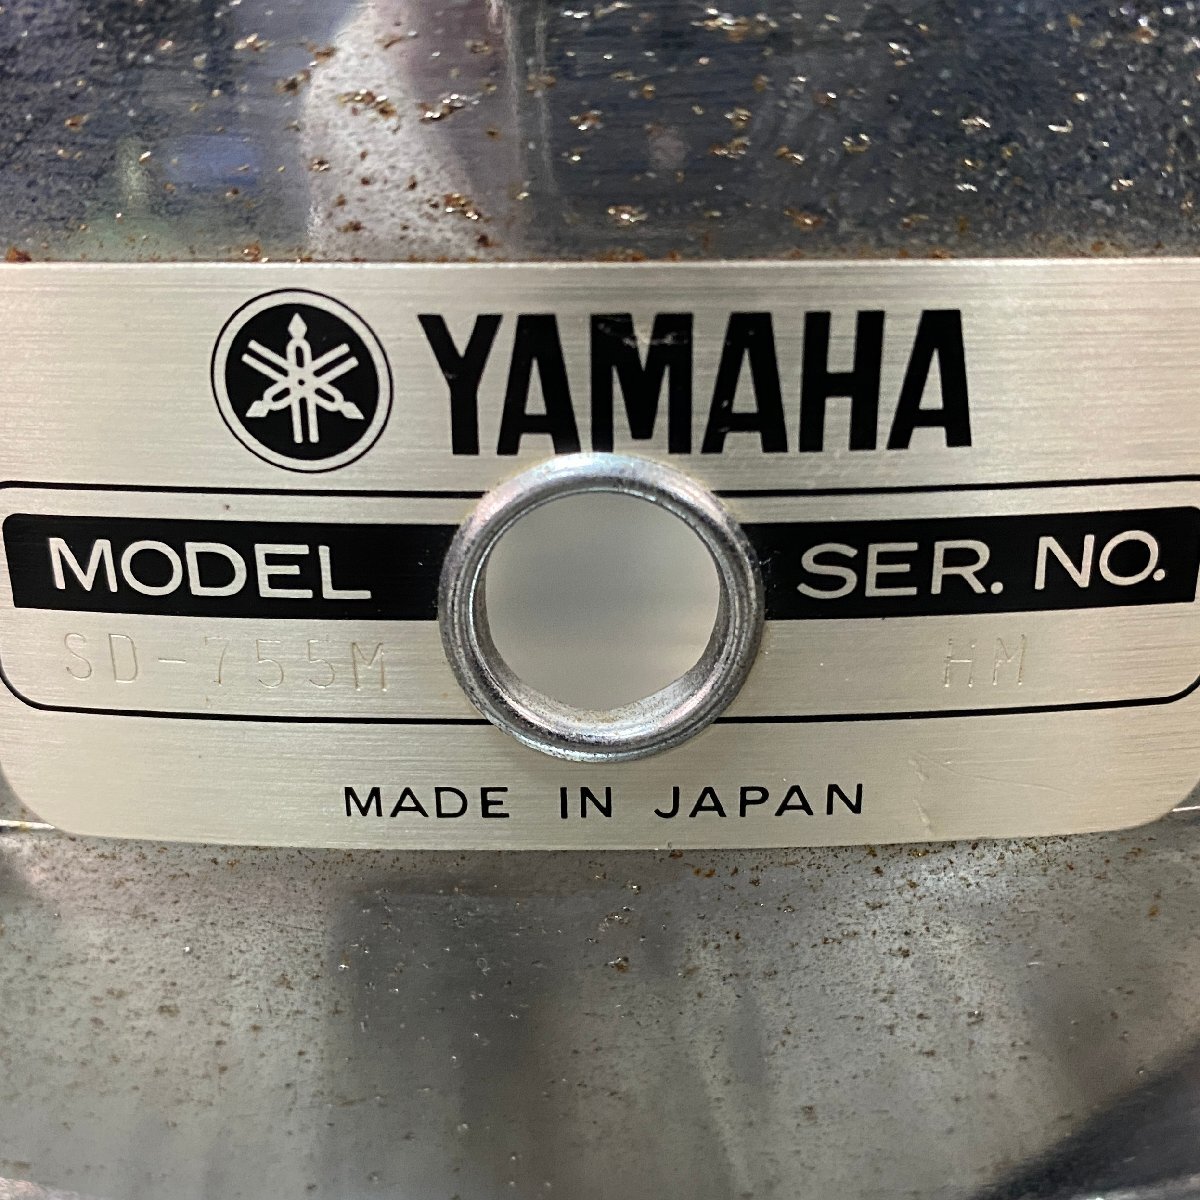 YAMAHA
MODEL SER. NO.
SD-755M HM
MADE IN JAPAN